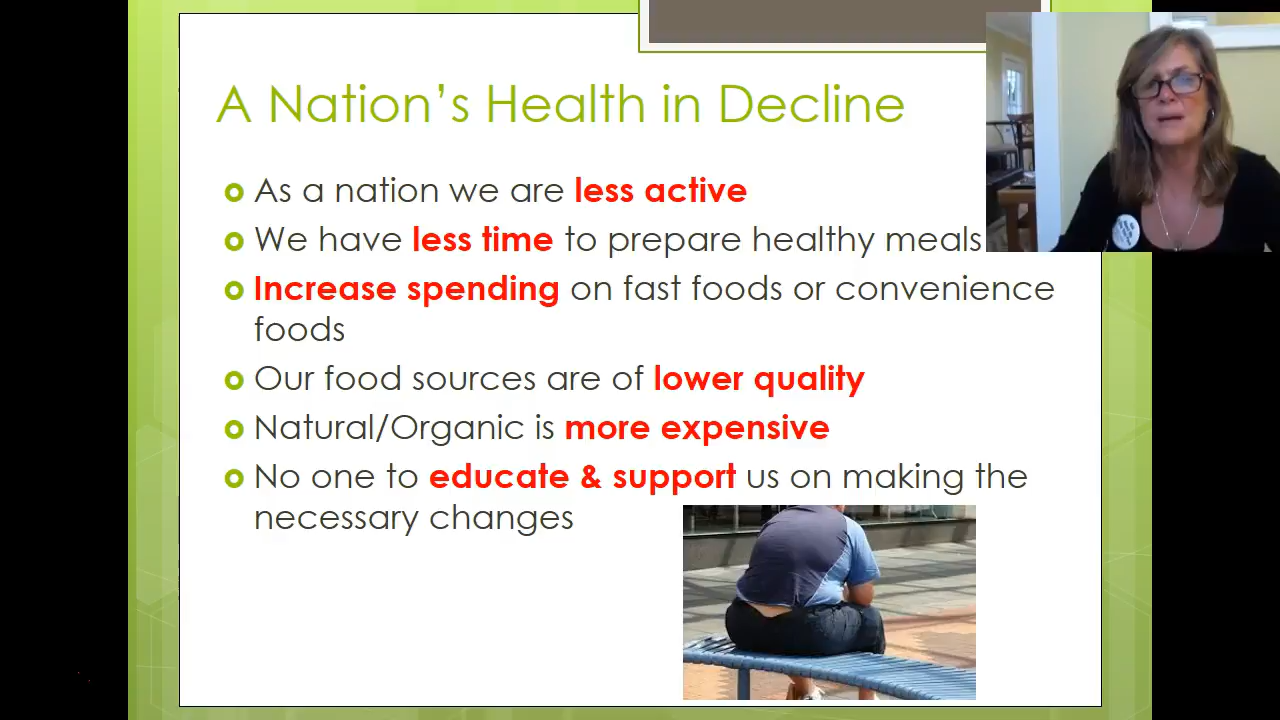 A Nation's Health in Decline
As a nation we are less active
We have less time to prepare healthy meals
Increase spending on fast foods or convenience
foods
Our food sources are of lower quality
Natural/Organic is more expensive
No one to educate & support us on making the
necessary changes